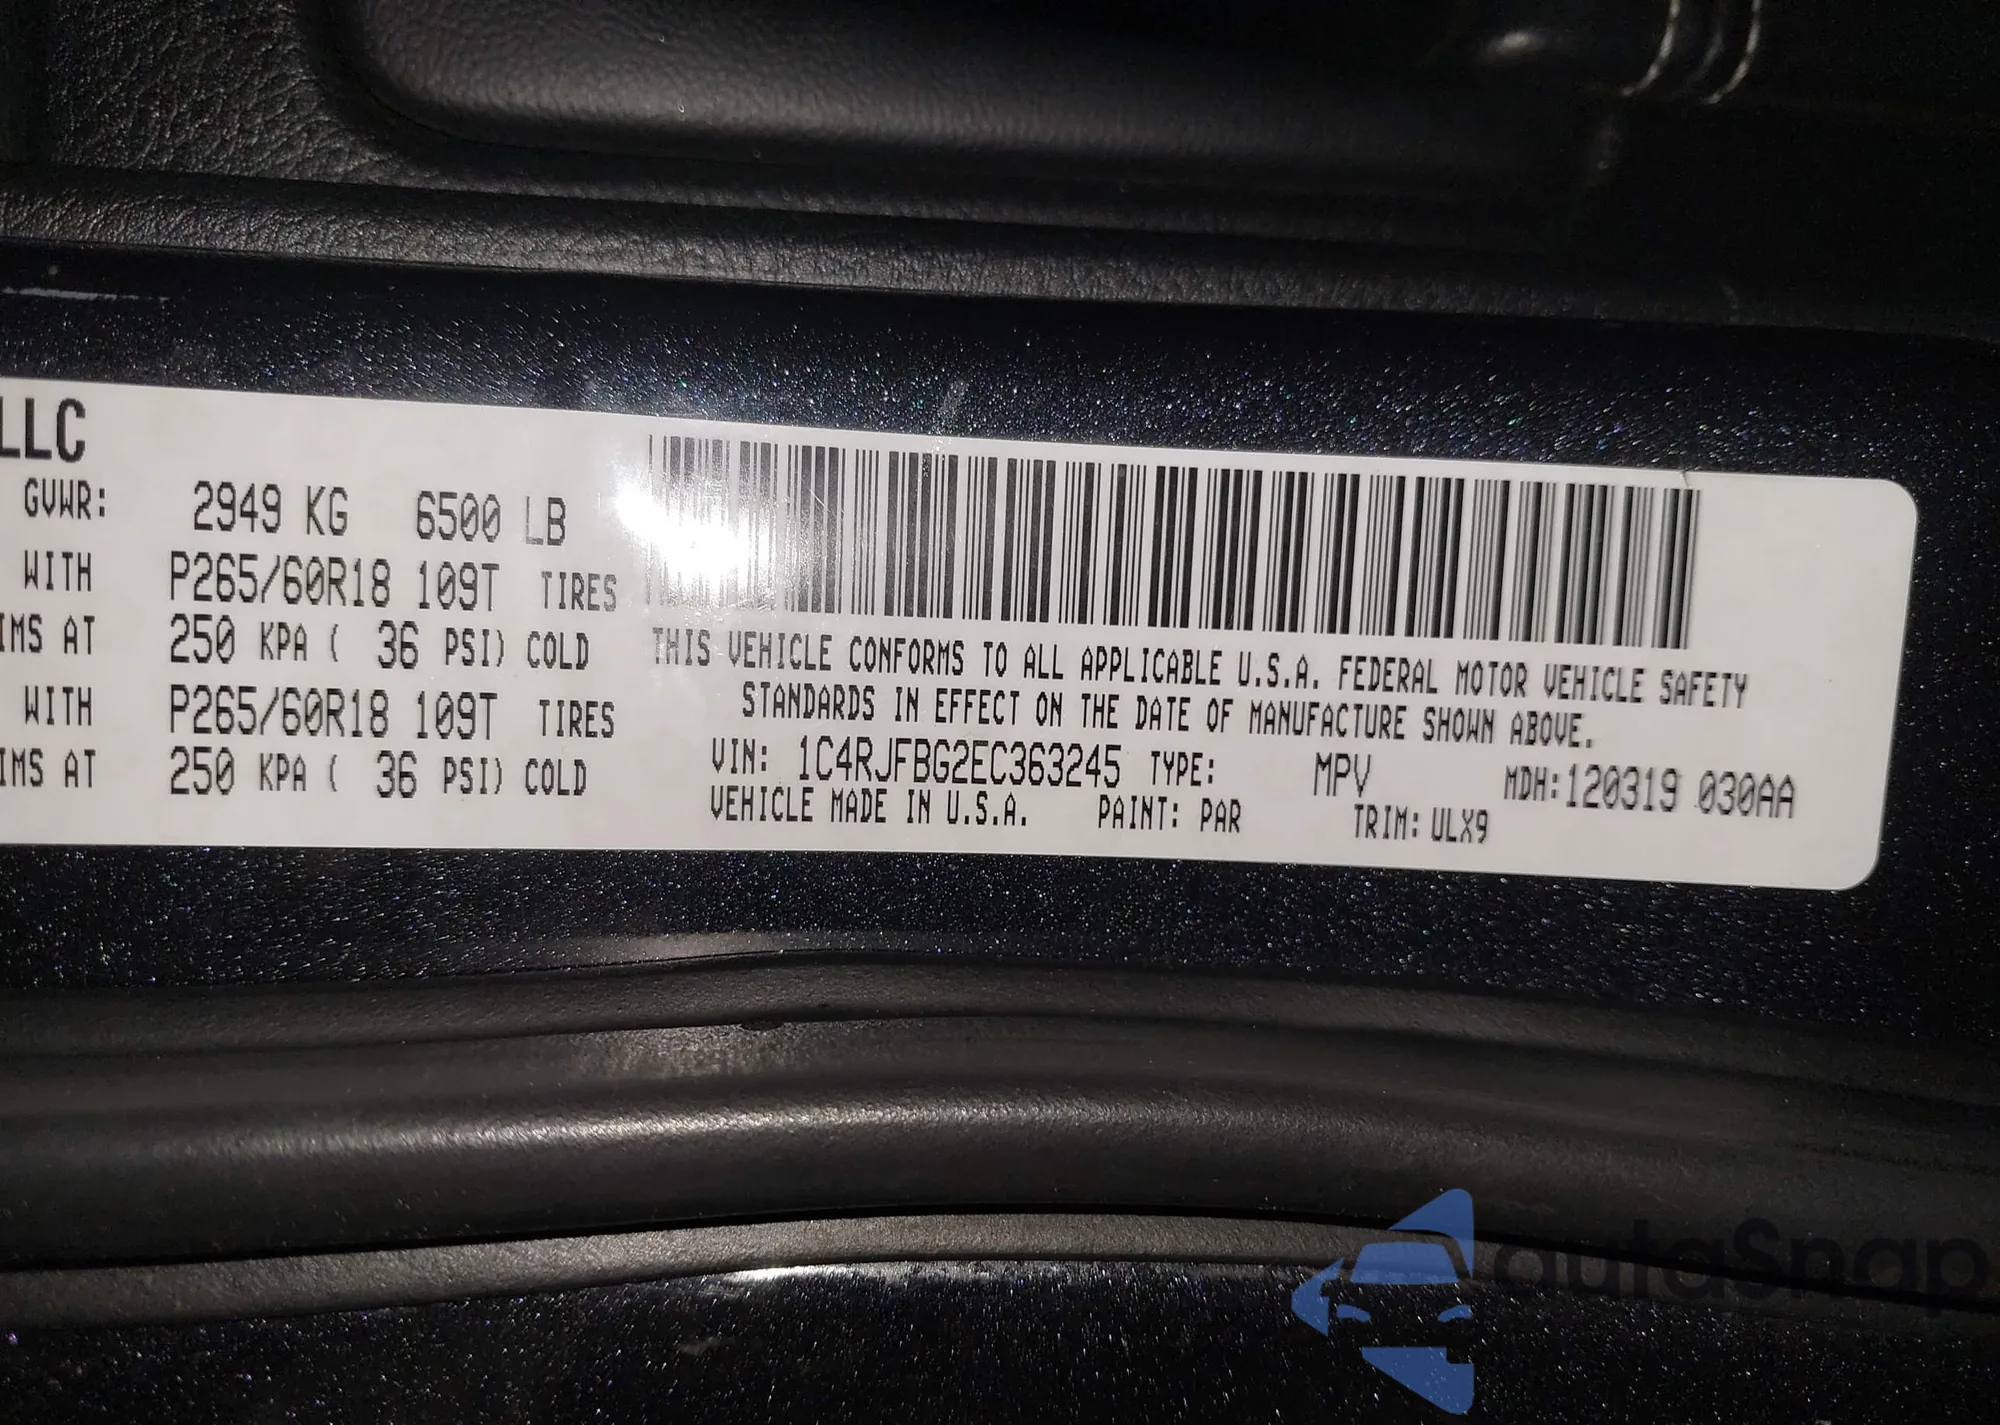 LLC
GVWR: 2949 KG 6500 LB
WITH P265/60R18 109T TIRES
IMS AT 250 KPA ( 36 PSI) COLD
WITH P265/60R18 109T TIRES
IMS AT 250 KPA ( 36 PSI) COLD
THIS VEHICLE CONFORMS TO ALL APPLICABLE U.S.A. FEDERAL MOTOR VEHICLE SAFETY
STANDARDS IN EFFECT ON THE DATE OF MANUFACTURE SHOWN ABOVE.
VIN: 1C4RJFBG2EC363245 TYPE: MPV MDH:120319 030AA
VEHICLE MADE IN U.S.A. PAINT: PAR TRIM: ULX9
autaSnap